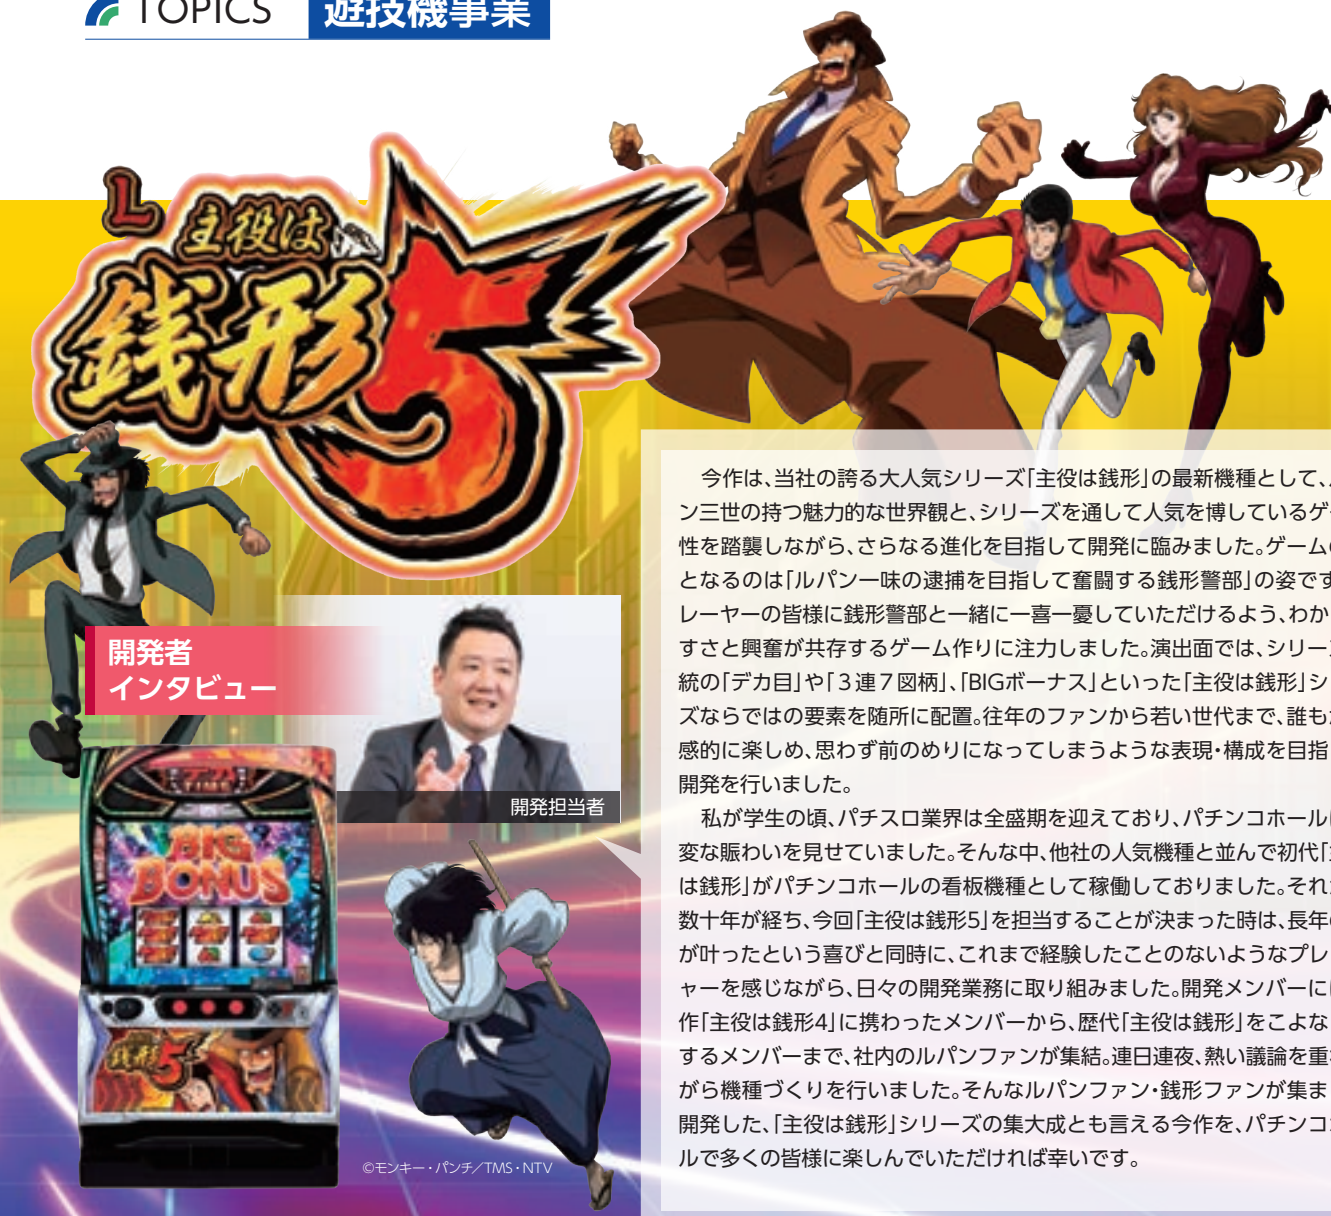 TOPICS 遊技機事業
L
主役は
銭形
5
開発者
インタビュー
開発担当者
BIG
BONUS
銭形5
©モンキー・パンチ／TMS・NTV
今作は、当社の誇る大人気シリーズ「主役は銭形」の最新機種として、
ン三世の持つ魅力的な世界観と、シリーズを通して人気を博しているゲ
性を踏襲しながら、さらなる進化を目指して開発に臨みました。ゲーム
となるのは「ルパン一味の逮捕を目指して奮闘する銭形警部」の姿です
レーヤーの皆様に銭形警部と一緒に一喜一憂していただけるよう、わか
すさと興奮が共存するゲーム作りに注力しました。演出面では、シリー
統の「デカ目」や「３連７図柄」、「BIGボーナス」といった「主役は銭形」シ
ズならではの要素を随所に配置。往年のファンから若い世代まで、誰も
感的に楽しめ、思わず前のめりになってしまうような表現・構成を目指
開発を行いました。
私が学生の頃、パチスロ業界は全盛期を迎えており、パチンコホール
変な賑わいを見せていました。そんな中、他社の人気機種と並んで初代「
は銭形」がパチンコホールの看板機種として稼働しておりました。それ
数十年が経ち、今回「主役は銭形5」を担当することが決まった時は、長年
が叶ったという喜びと同時に、これまで経験したことのないようなプレ
ャーを感じながら、日々の開発業務に取り組みました。開発メンバーに
作「主役は銭形4」に携わったメンバーから、歴代「主役は銭形」をこよな
するメンバーまで、社内のルパンファンが集結。連日連夜、熱い議論を重
がら機種づくりを行いました。そんなルパンファン・銭形ファンが集ま
開発した、「主役は銭形」シリーズの集大成とも言える今作を、パチンコ
ルで多くの皆様に楽しんでいただければ幸いです。